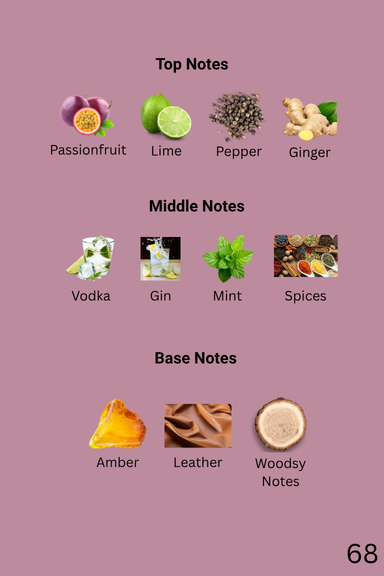 Top Notes
Passionfruit Lime Pepper Ginger
Middle Notes
Vodka Gin Mint Spices
Base Notes
Amber Leather Woodsy
Notes
68